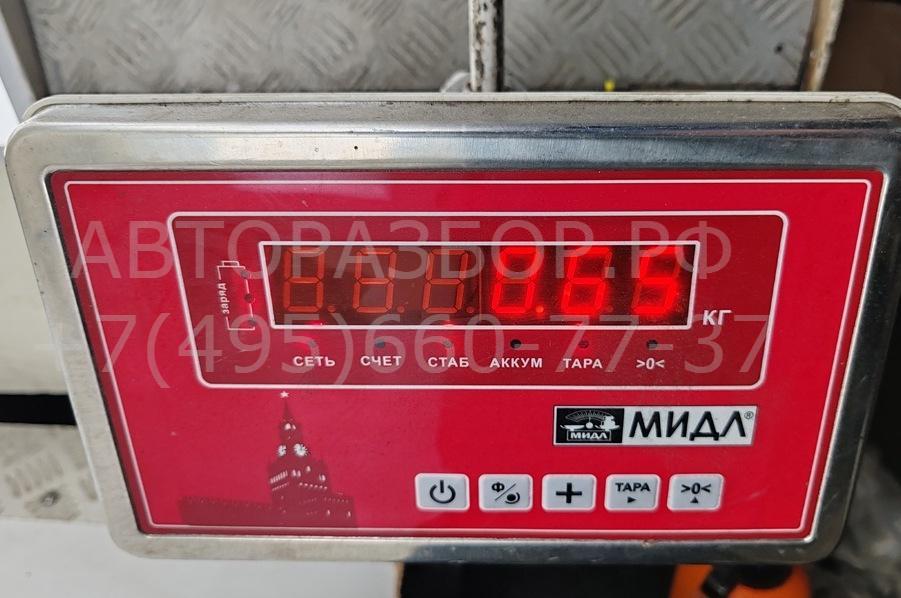 АВТОРАЗБОР.РФ
+7(495)660-77-37
заряд
0.65
КГ
СЕТЬ СЧЕТ СТАБ АККУМ ТАРА >0<
МИДЛ МИДЛ®
Ф ТАРА >0<